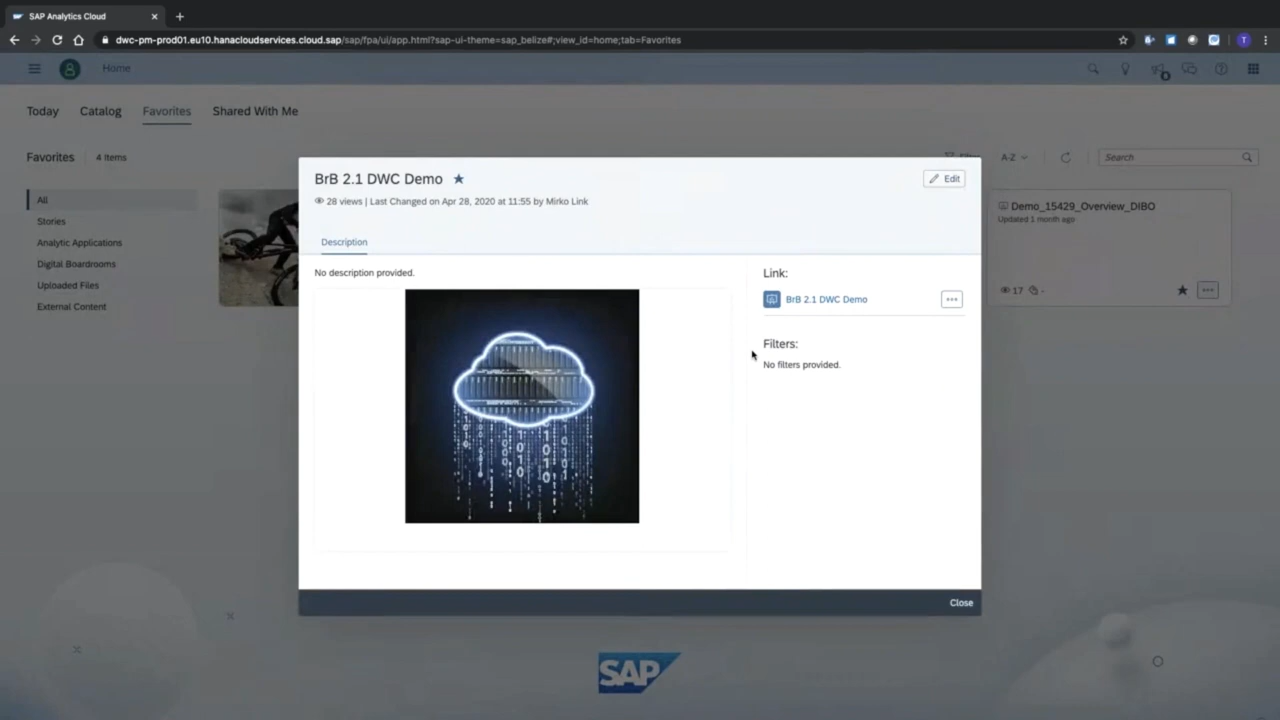 SAP Analytics Cloud
dwc-pm-prod01.eu10.hanacloudservices.cloud.sap/sap/fpa/ui/app.html?sap-ui-theme=sap_belize#;view_id=home;tab=Favorites
T
Home
Today Catalog Favorites Shared With Me
Favorites 4 Items
Filter A-Z Search
All
Stories
Analytic Applications
Digital Boardrooms
Uploaded Files
External Content
BrB 2.1 DWC Demo
Edit
28 views | Last Changed on Apr 28, 2020 at 11:55 by Mirko Link
Description
No description provided.
Link:
BrB 2.1 DWC Demo
Filters:
No filters provided.
Close
Demo_15429_Overview_DIBO
Updated 1 month ago
17 -
SAP